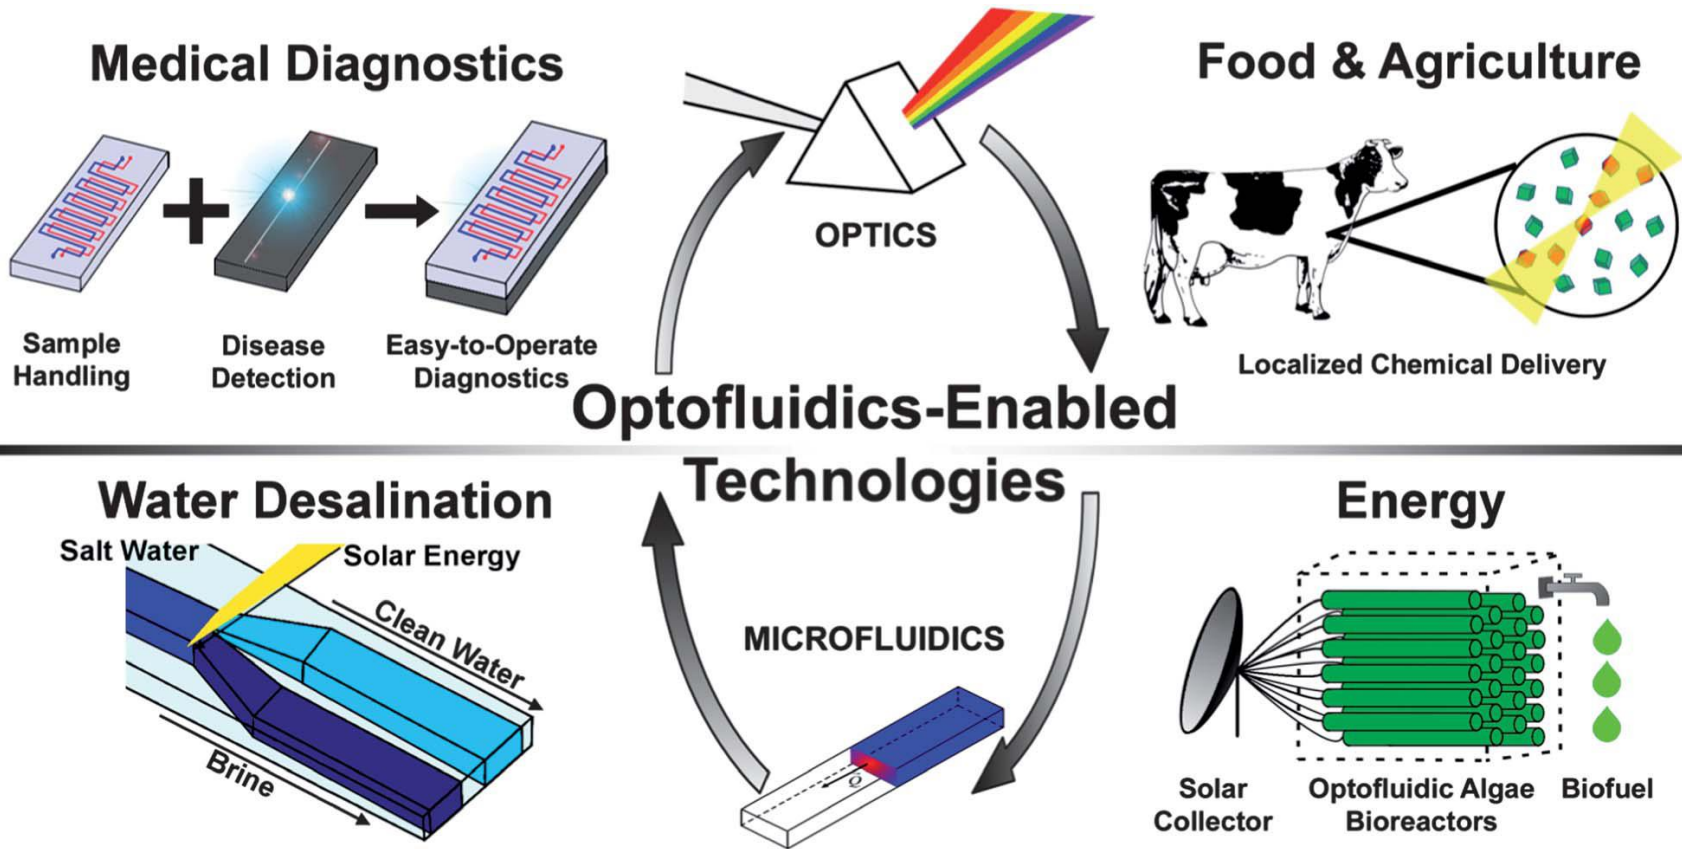 Medical Diagnostics
Sample
Handling
Disease
Detection
Easy-to-Operate
Diagnostics
OPTICS
Food & Agriculture
Localized Chemical Delivery
Optofluidics-Enabled
Technologies
Water Desalination
Salt Water
Solar Energy
Clean Water
Brine
MICROFLUIDICS
Q
Energy
Solar
Collector
Optofluidic Algae
Bioreactors
Biofuel